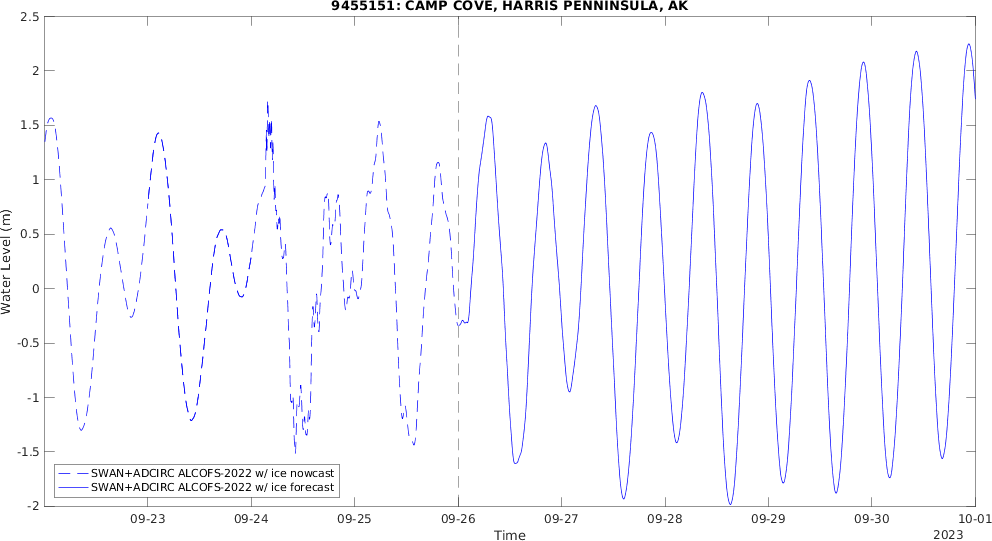 9455151: CAMP COVE, HARRIS PENNINSULA, AK
Water Level (m)
2.5
2
1.5
1
0.5
0
-0.5
-1
-1.5
-2
SWAN+ADCIRC ALCOFS-2022 w/ ice nowcast
SWAN+ADCIRC ALCOFS-2022 w/ ice forecast
09-23 09-24 09-25 09-26 09-27 09-28 09-29 09-30 10-01
Time
2023